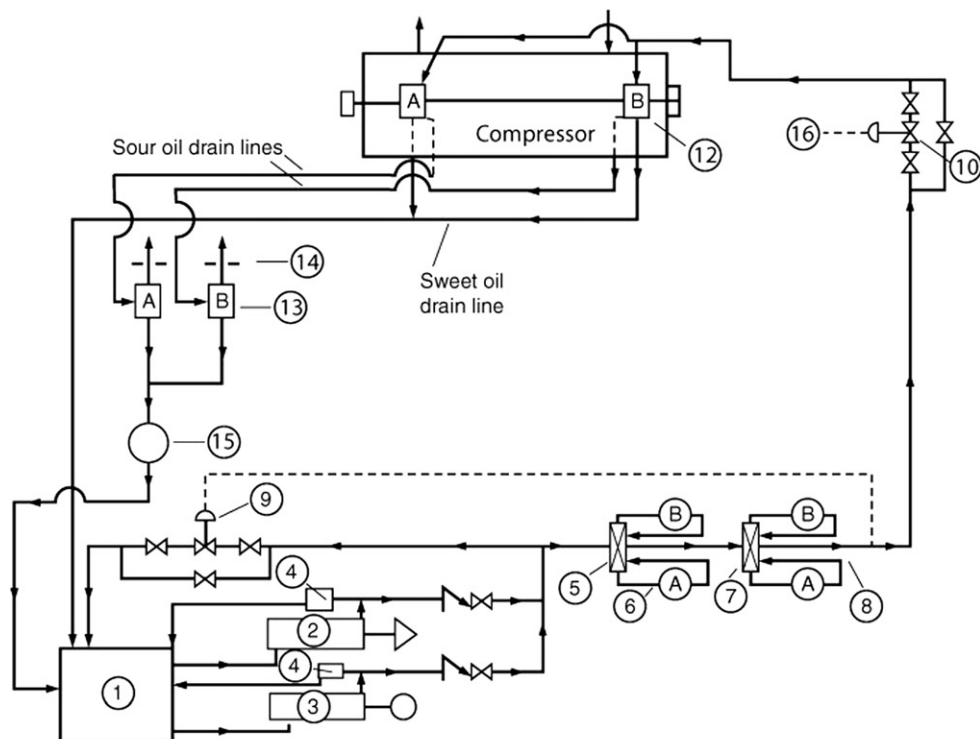 A
B
Compressor
16
12
10
Sour oil drain lines
14
Sweet oil
drain line
A
B
13
15
9
B
B
4
5
6
A
7
A
8
2
4
1
3